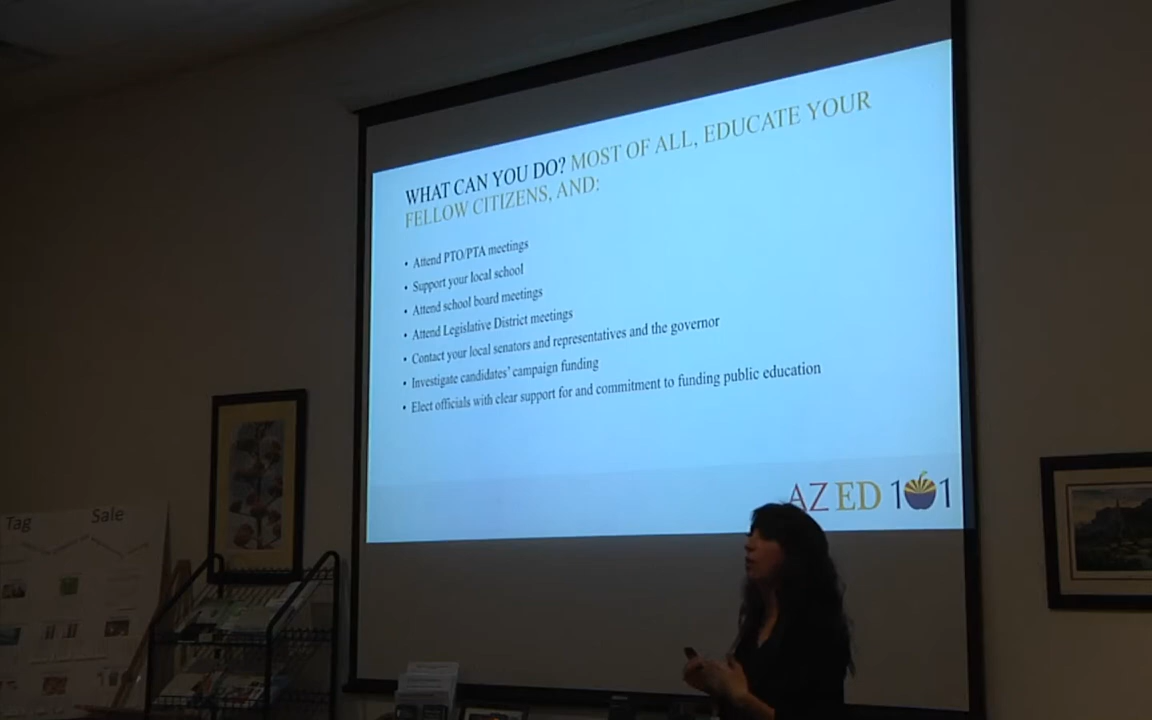 WHAT CAN YOU DO? MOST OF ALL, EDUCATE YOUR
FELLOW CITIZENS, AND:
• Attend PTO/PTA meetings
• Support your local school
• Attend school board meetings
• Attend Legislative District meetings
• Contact your local senators and representatives and the governor
• Investigate candidates' campaign funding
• Elect officials with clear support for and commitment to funding public education
AZ ED 101
Tag Sale